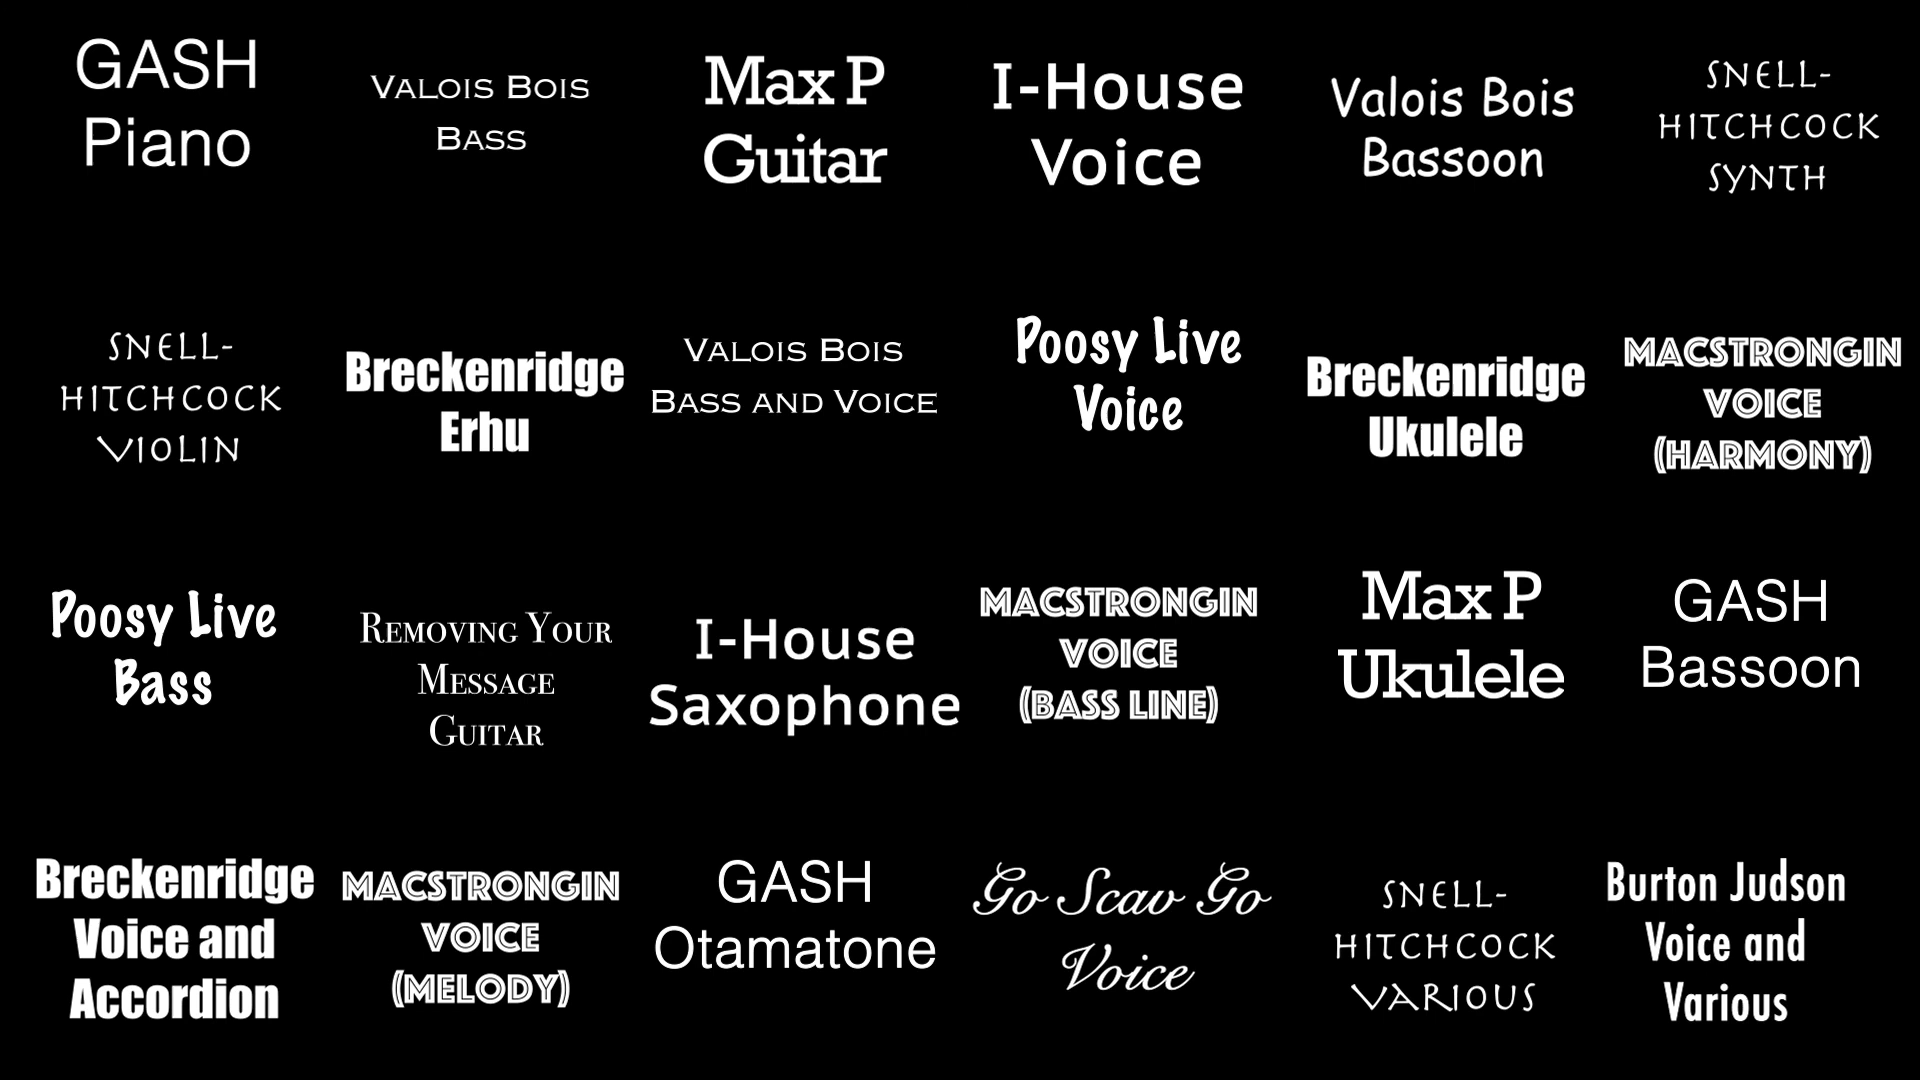 GASH
Piano
VALOIS BOIS
BASS
Max P
Guitar
I-House
Voice
Valois Bois
Bassoon
SNELL-
HITCHCOCK
SYNTH
SNELL-
HITCHCOCK
VIOLIN
Breckenridge
Erhu
VALOIS BOIS
BASS AND VOICE
Poosy Live
Voice
Breckenridge
Ukulele
MACSTRONGIN
VOICE
(HARMONY)
Poosy Live
Bass
REMOVING YOUR
MESSAGE
GUITAR
I-House
Saxophone
MACSTRONGIN
VOICE
(BASS LINE)
Max P
Ukulele
GASH
Bassoon
Breckenridge
Voice and
Accordion
MACSTRONGIN
VOICE
(MELODY)
GASH
Otamatone
Go Scav Go
Voice
SNELL-
HITCHCOCK
VARIOUS
Burton Judson
Voice and
Various